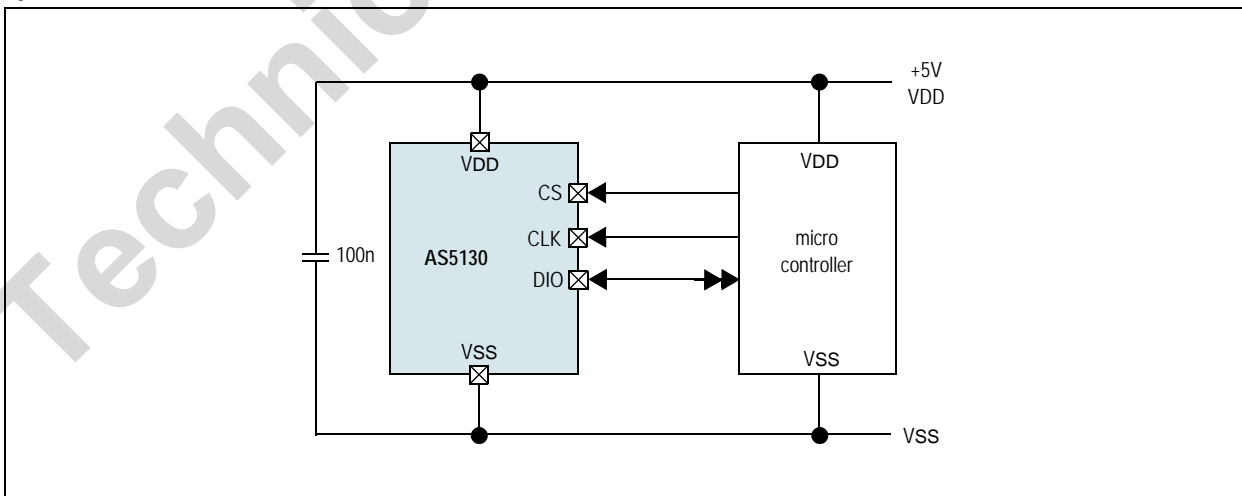 Technic
+5V
VDD
VDD
VDD
CS
CLK
micro
controller
100n
AS5130
DIO
VSS
VSS
VSS